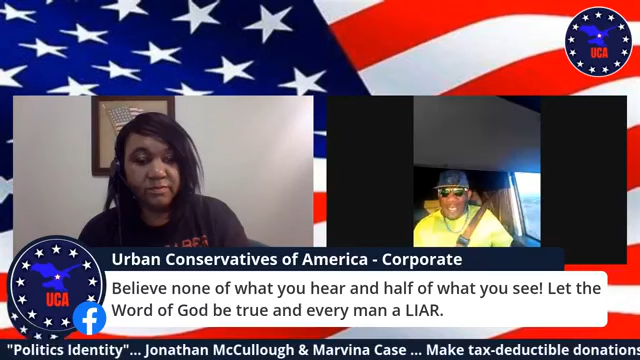 UCA
Urban Conservatives of America - Corporate
Believe none of what you hear and half of what you see! Let the
Word of God be true and every man a LIAR.
UCA
"Politics Identity"... Jonathan McCullough & Marvina Case ... Make tax-deductible donations